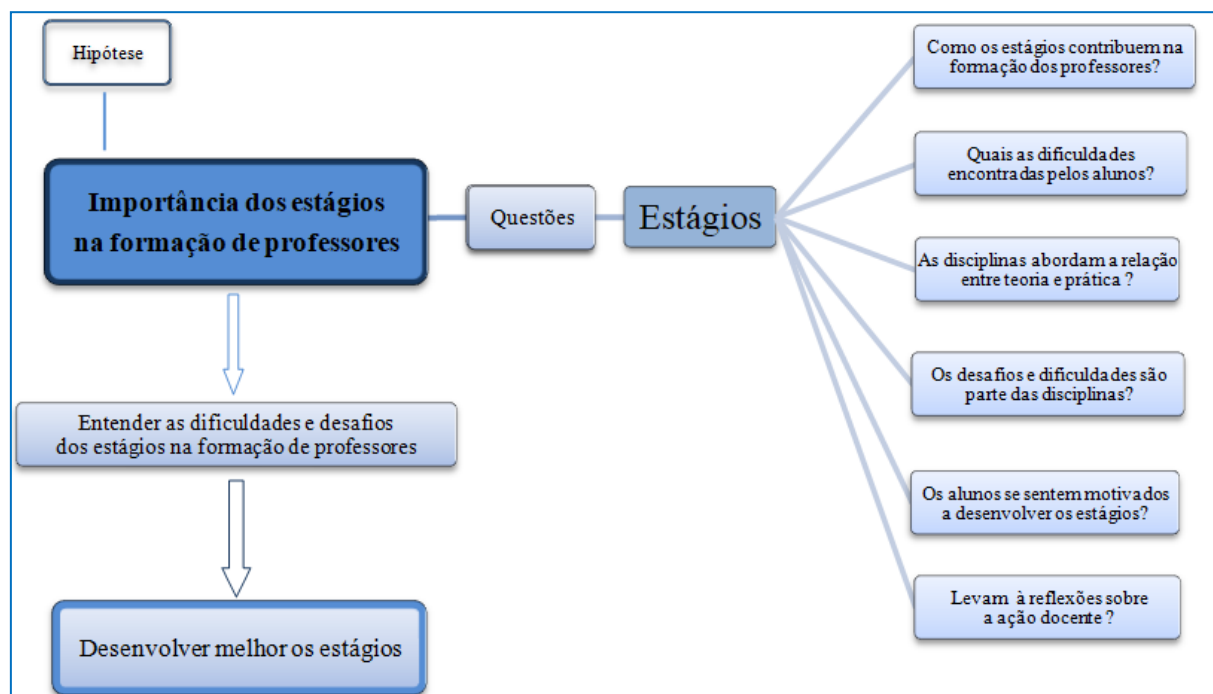 Hipótese
Importância dos estágios
na formação de professores
Questões
Estágios
Como os estágios contribuem na
formação dos professores?
Quais as dificuldades
encontradas pelos alunos?
As disciplinas abordam a relação
entre teoria e prática ?
Os desafios e dificuldades são
parte das disciplinas?
Os alunos se sentem motivados
a desenvolver os estágios?
Levam à reflexões sobre
a ação docente ?
Entender as dificuldades e desafios
dos estágios na formação de professores
Desenvolver melhor os estágios